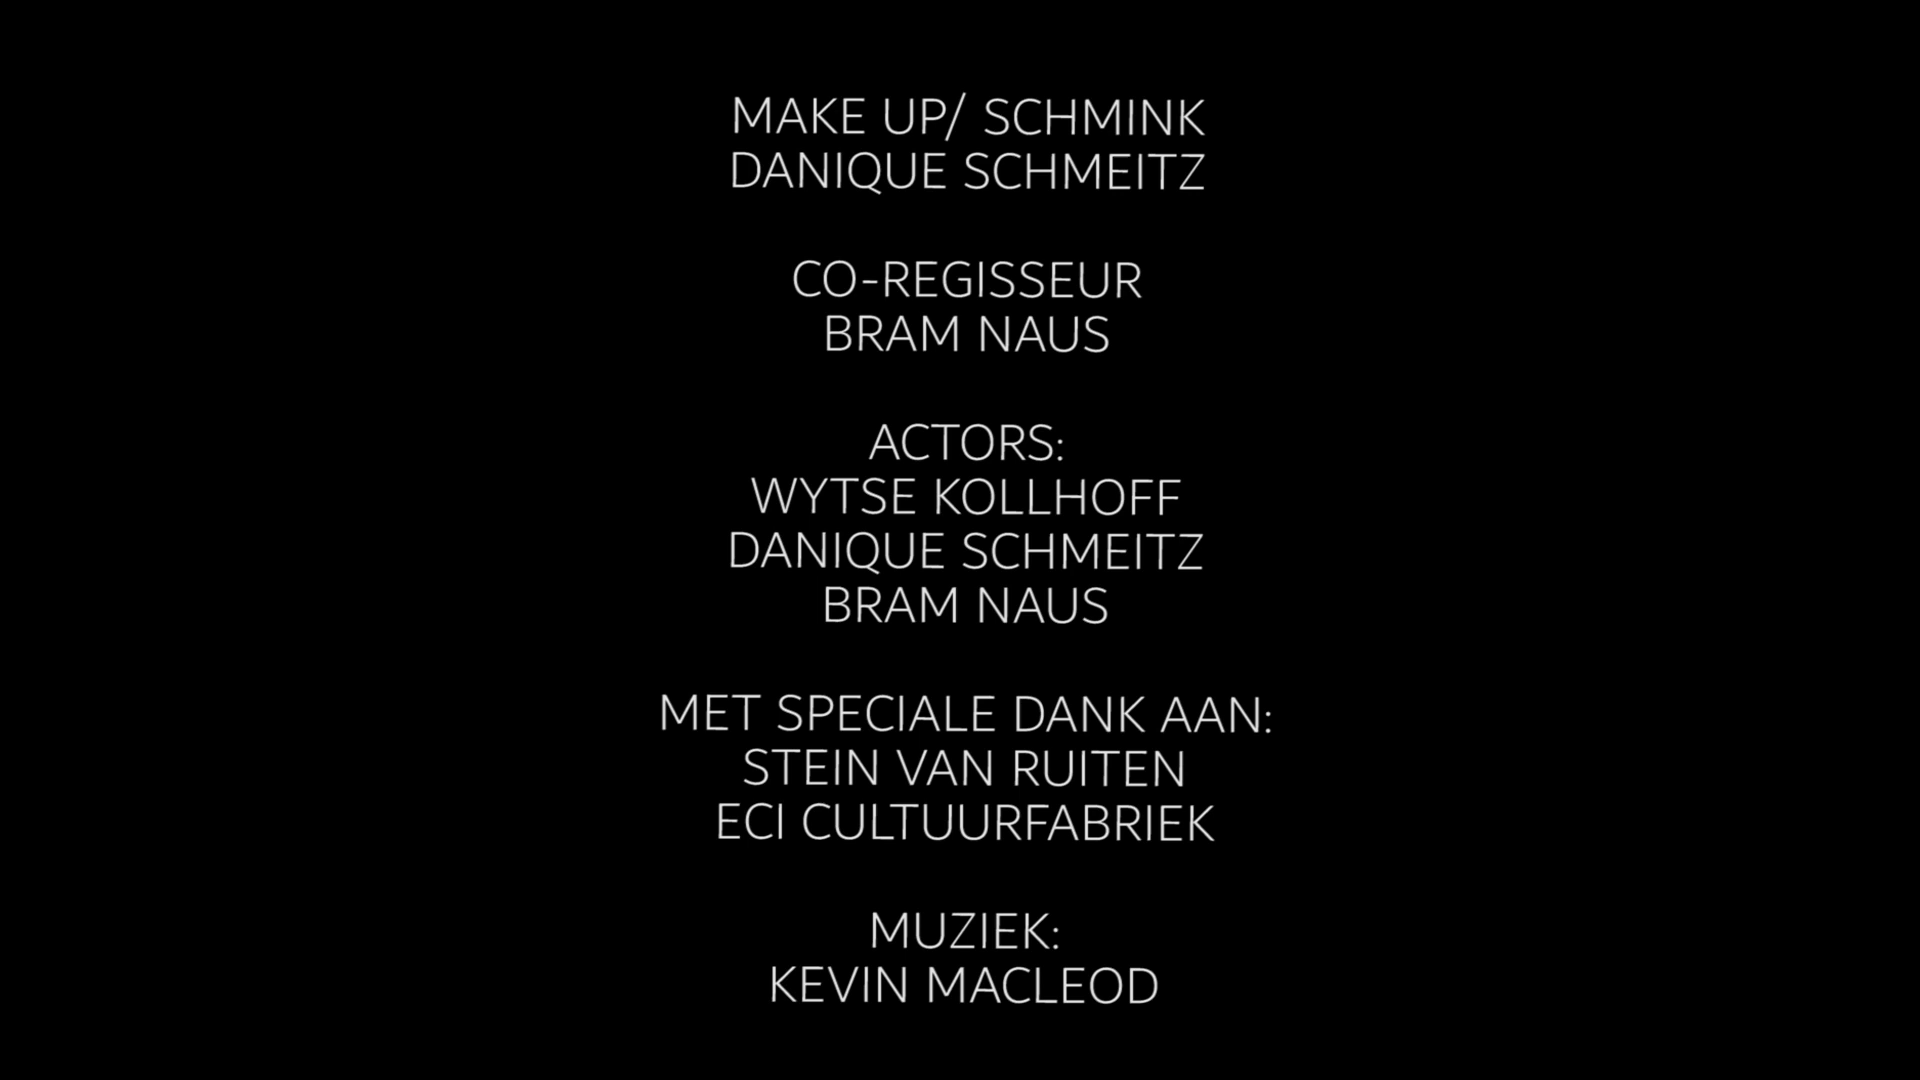 MAKE UP/ SCHMINK
DANIQUE SCHMEITZ
CO-REGISSEUR
BRAM NAUS
ACTORS:
WYTSE KOLLHOFF
DANIQUE SCHMEITZ
BRAM NAUS
MET SPECIALE DANK AAN:
STEIN VAN RUITEN
ECI CULTUURFABRIEK
MUZIEK:
KEVIN MACLEOD